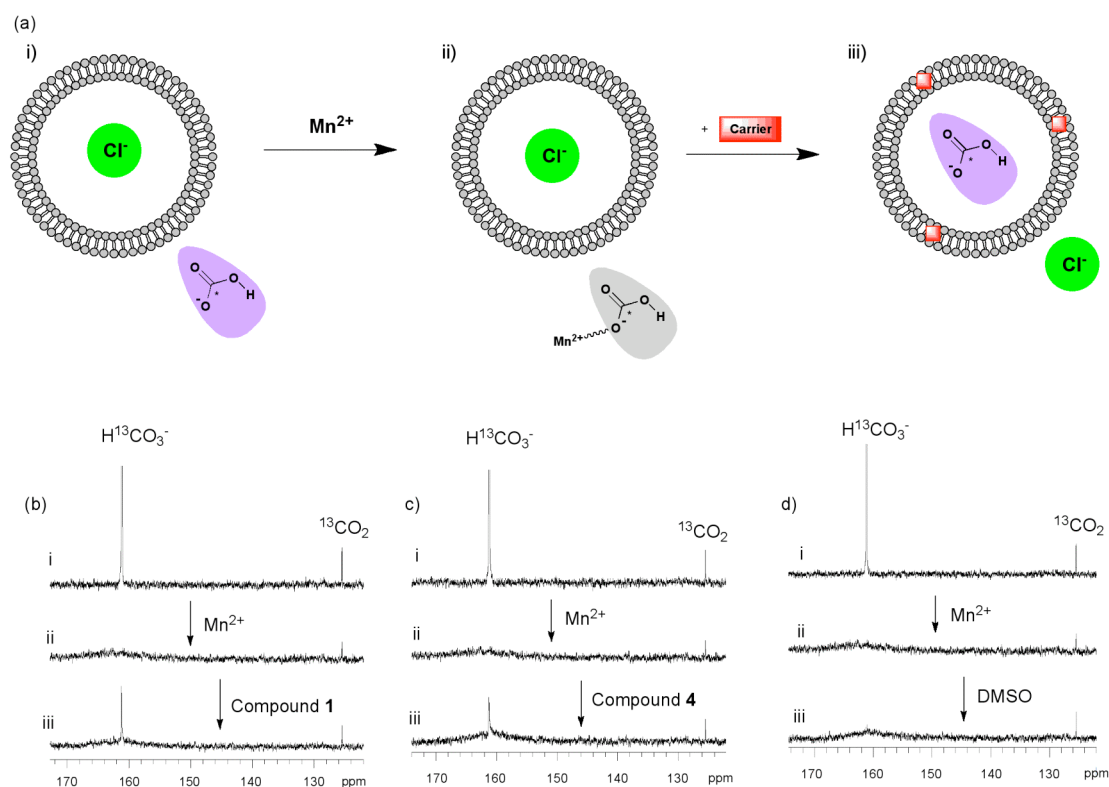 (a)
i)
ii)
iii)
Cl⁻
Mn²⁺
Cl⁻
+ Carrier
O
O
H
⁻O
*
Cl⁻
O
O
H
⁻O
*
O
O
H
O⁻
*
Mn²⁺
H¹³CO₃⁻
(b)
¹³CO₂
i
Mn²⁺
ii
Compound 1
iii
170 160 150 140 130 ppm
H¹³CO₃⁻
c)
¹³CO₂
i
Mn²⁺
ii
Compound 4
iii
170 160 150 140 130 ppm
H¹³CO₃⁻
d)
¹³CO₂
i
Mn²⁺
ii
DMSO
iii
170 160 150 140 130 ppm